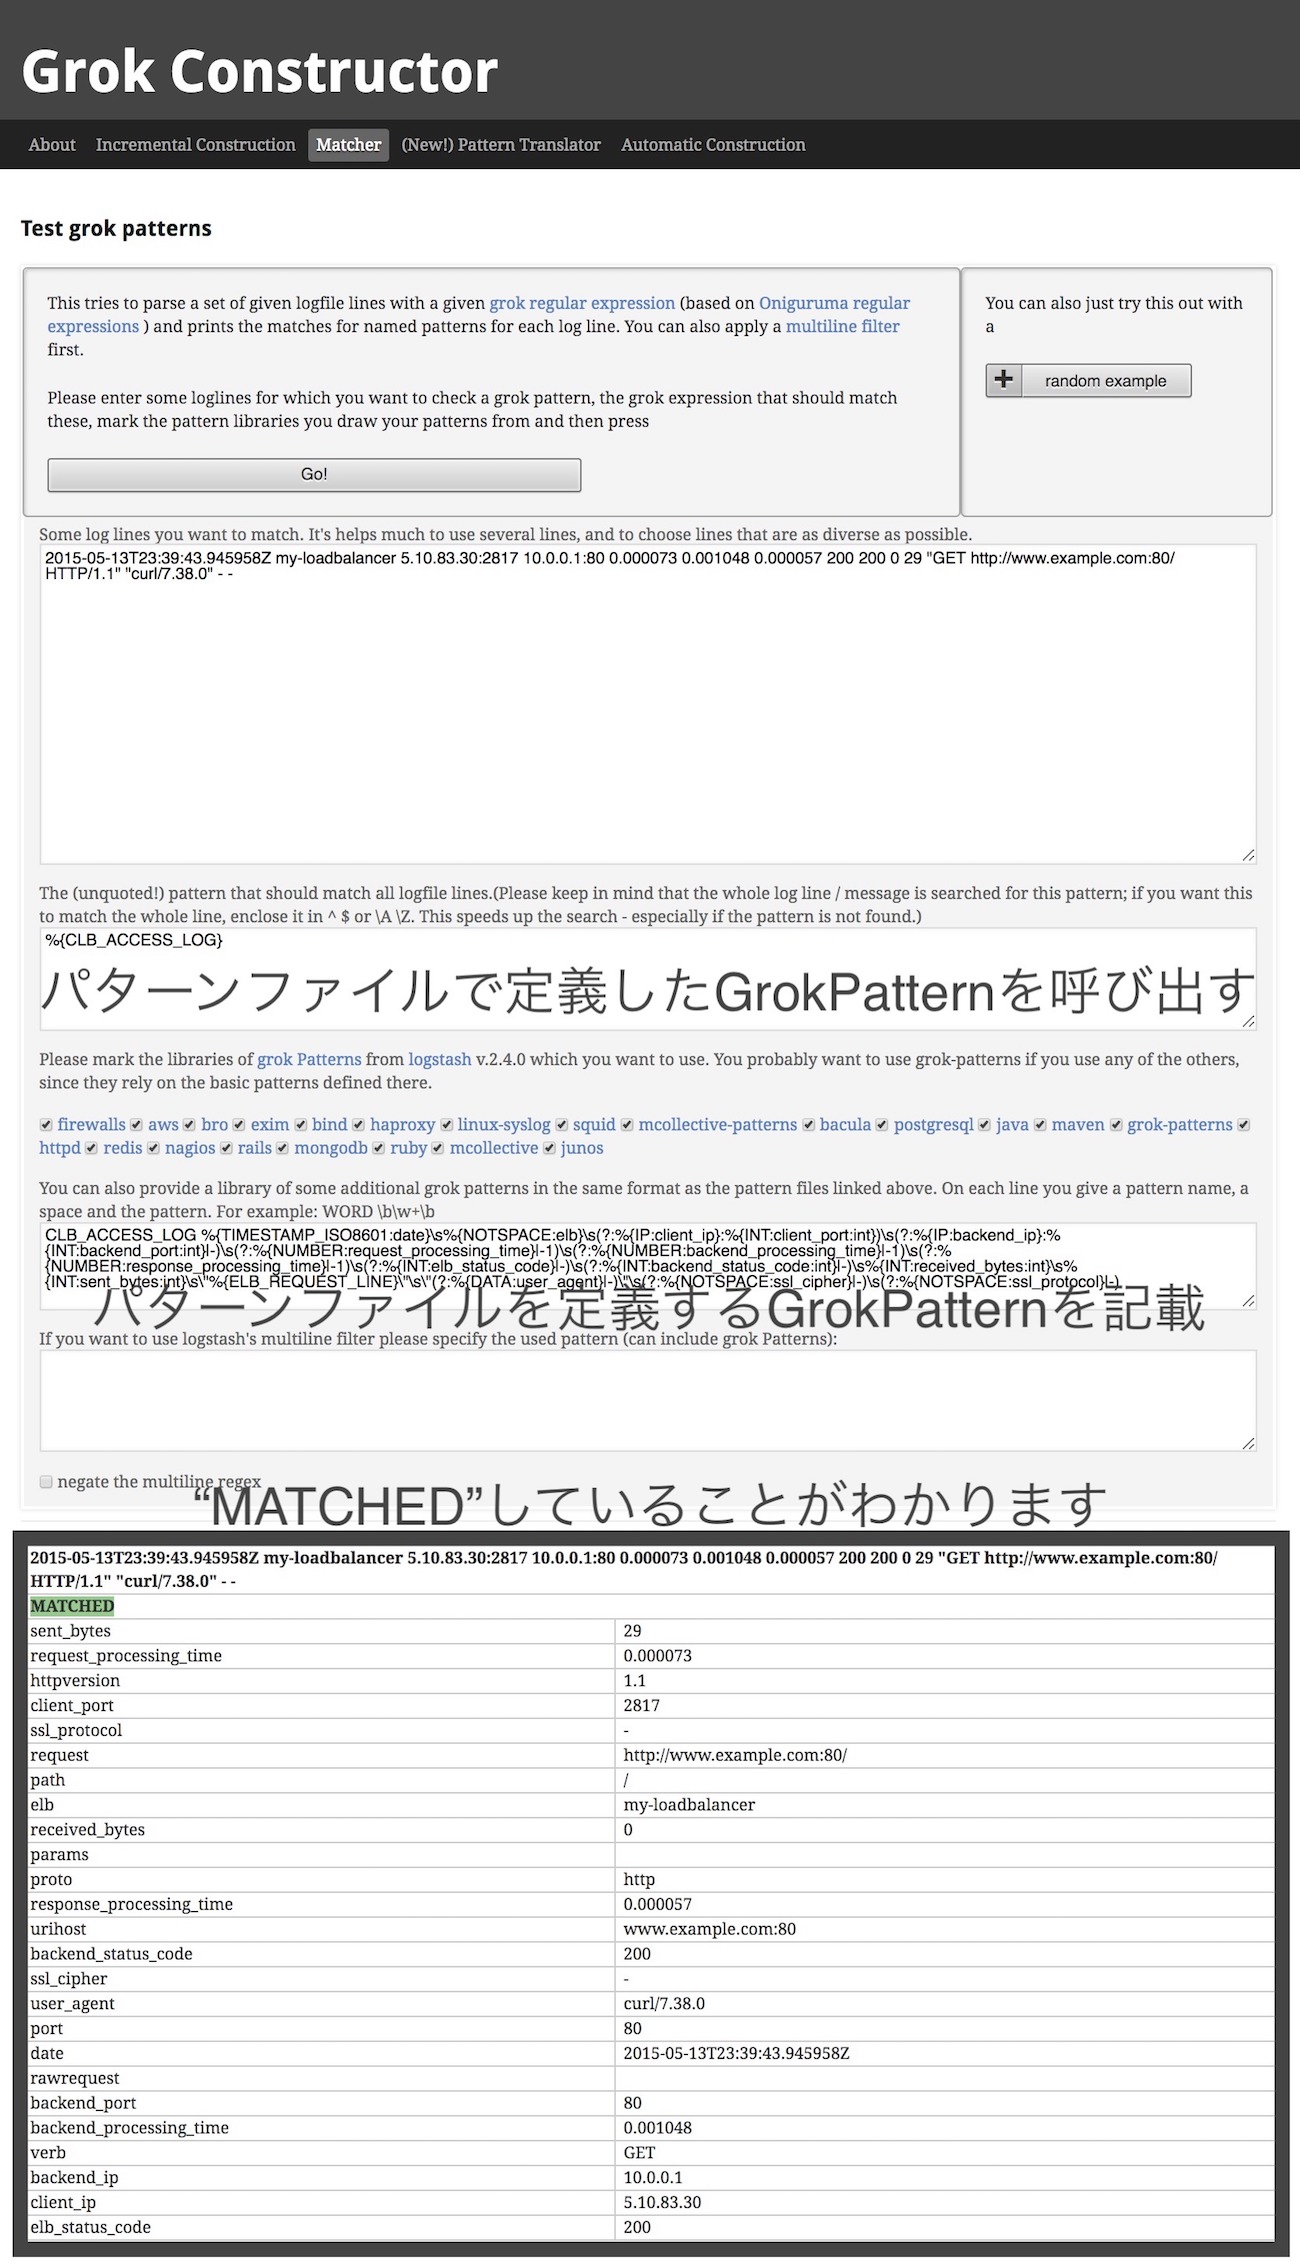 Grok Constructor
About Incremental Construction Matcher (New!) Pattern Translator Automatic Construction
Test grok patterns
This tries to parse a set of given logfile lines with a given grok regular expression (based on Oniguruma regular
expressions ) and prints the matches for named patterns for each log line. You can also apply a multiline filter
first.
Please enter some loglines for which you want to check a grok pattern, the grok expression that should match
these, mark the pattern libraries you draw your patterns from and then press
Go!
You can also just try this out with
a
random example
Some log lines you want to match. It's helps much to use several lines, and to choose lines that are as diverse as possible.
2015-05-13T23:39:43.945958Z my-loadbalancer 5.10.83.30:2817 10.0.0.1:80 0.000073 0.001048 0.000057 200 200 0 29 "GET http://www.example.com:80/
HTTP/1.1" "curl/7.38.0" - -
The (unquoted!) pattern that should match all logfile lines.(Please keep in mind that the whole log line / message is searched for this pattern; if you want this
to match the whole line, enclose it in ^ $ or \A \Z. This speeds up the search - especially if the pattern is not found.)
%{CLB_ACCESS_LOG}
パターンファイルで定義したGrokPatternを呼び出す
Please mark the libraries of grok Patterns from logstash v.2.4.0 which you want to use. You probably want to use grok-patterns if you use any of the others,
since they rely on the basic patterns defined there.
firewalls aws bro exim bind haproxy linux-syslog squid mcollective-patterns bacula postgresql java maven grok-patterns
httpd redis nagios rails mongodb ruby mcollective junos
You can also provide a library of some additional grok patterns in the same format as the pattern files linked above. On each line you give a pattern name, a
space and the pattern. For example: WORD \b\w+\b
CLB_ACCESS_LOG %{TIMESTAMP_ISO8601:date}\s%{NOTSPACE:elb}\s(?:%{IP:client_ip}:%{INT:client_port:int})\s(?:%{IP:backend_ip}:%
{INT:backend_port:int}|-)\s(?:%{NUMBER:request_processing_time}|-1)\s(?:%{NUMBER:backend_processing_time}|-1)\s(?:%
{NUMBER:response_processing_time}|-1)\s(?:%{INT:elb_status_code}|-)\s(?:%{INT:backend_status_code:int}|-)\s%{INT:received_bytes:int}\s%
{INT:sent_bytes:int}\s\"%{ELB_REQUEST_LINE}\"\s\"(?:%{DATA:user_agent}|-)\"\s(?:%{NOTSPACE:ssl_cipher}|-)\s(?:%{NOTSPACE:ssl_protocol}|-)
パターンファイルを定義するGrokPatternを記載
If you want to use logstash's multiline filter please specify the used pattern (can include grok Patterns):
negate the multiline regex
“MATCHED”していることがわかります
2015-05-13T23:39:43.945958Z my-loadbalancer 5.10.83.30:2817 10.0.0.1:80 0.000073 0.001048 0.000057 200 200 0 29 "GET http://www.example.com:80/
HTTP/1.1" "curl/7.38.0" - -
MATCHED
sent_bytes 29
request_processing_time 0.000073
httpversion 1.1
client_port 2817
ssl_protocol -
request http://www.example.com:80/
path /
elb my-loadbalancer
received_bytes 0
params
proto http
response_processing_time 0.000057
urihost www.example.com:80
backend_status_code 200
ssl_cipher -
user_agent curl/7.38.0
port 80
date 2015-05-13T23:39:43.945958Z
rawrequest
backend_port 80
backend_processing_time 0.001048
verb GET
backend_ip 10.0.0.1
client_ip 5.10.83.30
elb_status_code 200